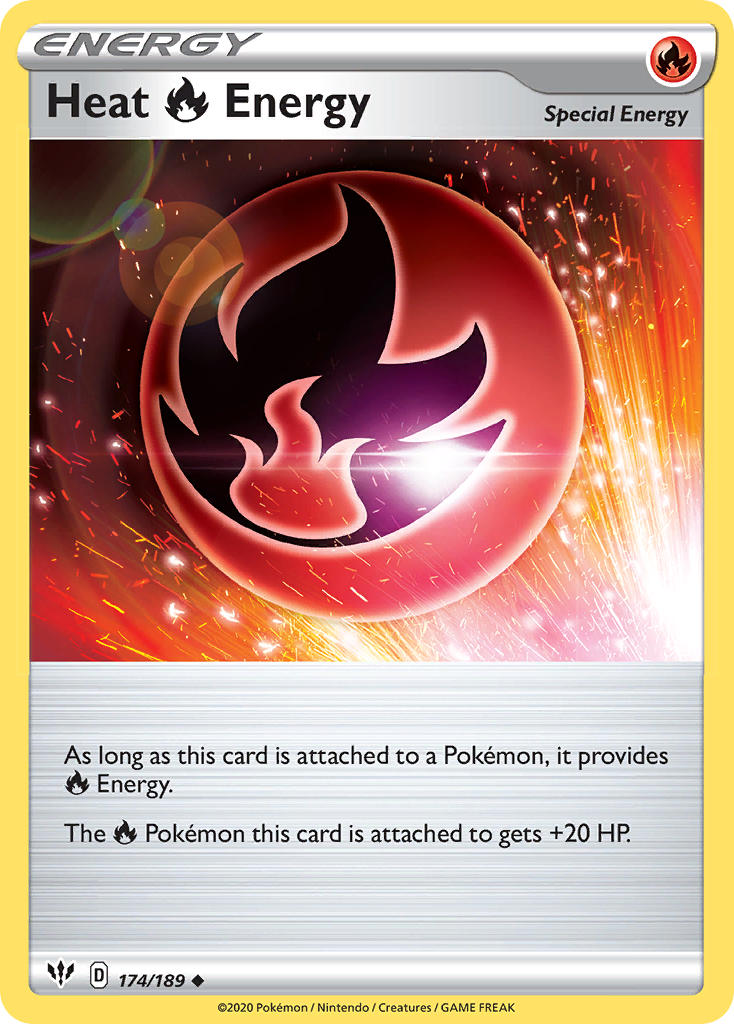 ENERGY
Heat Energy
Special Energy
As long as this card is attached to a Pokémon, it provides
Energy.
The Pokémon this card is attached to gets +20 HP.
D 174/189
©2020 Pokémon / Nintendo / Creatures / GAME FREAK